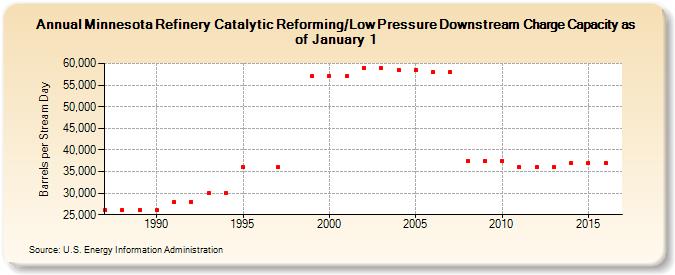 Annual Minnesota Refinery Catalytic Reforming/Low Pressure Downstream Charge Capacity as
of January 1
Barrels per Stream Day
60,000
55,000
50,000
45,000
40,000
35,000
30,000
25,000
1990 1995 2000 2005 2010 2015
Source: U.S. Energy Information Administration